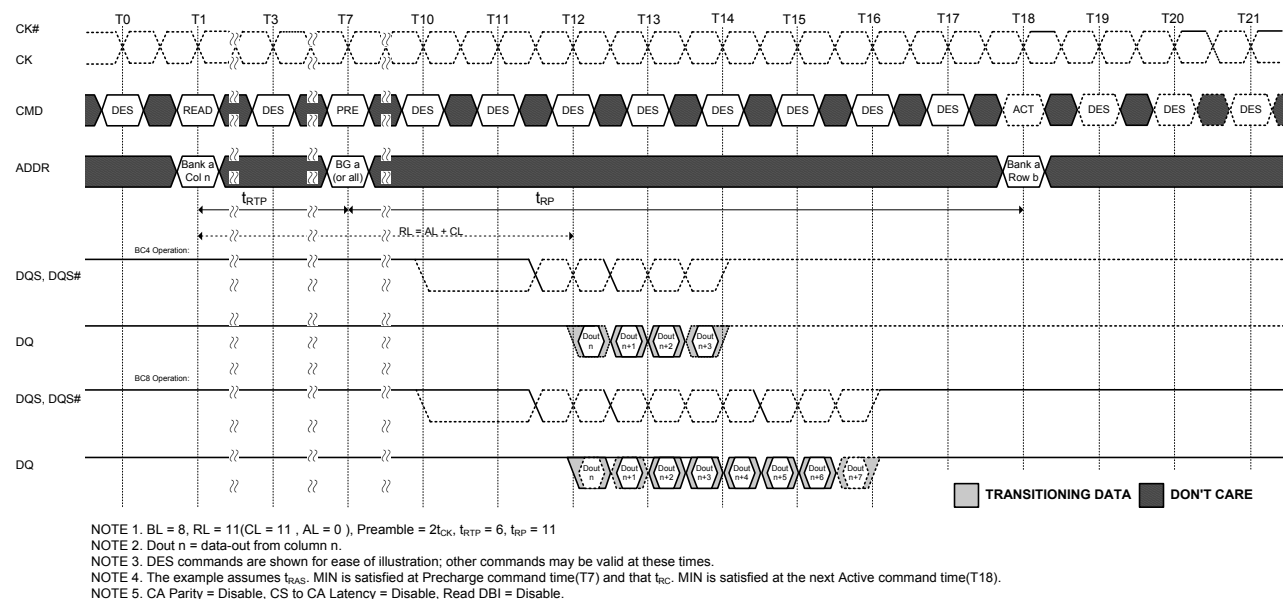 T0 T1 T3 T7 T10 T11 T12 T13 T14 T15 T16 T17 T18 T19 T20 T21
CK#
CK
CMD DES READ DES PRE DES DES DES DES DES DES DES DES ACT DES DES DES
ADDR Bank a Col n BG a (or all) Bank a Row b
tRTP tRP
RL = AL + CL
BC4 Operation:
DQS, DQS#
DQ Dout n Dout n+1 Dout n+2 Dout n+3
BC8 Operation:
DQS, DQS#
DQ Dout n Dout n+1 Dout n+2 Dout n+3 Dout n+4 Dout n+5 Dout n+6 Dout n+7
TRANSITIONING DATA DON'T CARE
NOTE 1. BL = 8, RL = 11(CL = 11 , AL = 0 ), Preamble = 2tCK, tRTP = 6, tRP = 11
NOTE 2. Dout n = data-out from column n.
NOTE 3. DES commands are shown for ease of illustration; other commands may be valid at these times.
NOTE 4. The example assumes tRAS. MIN is satisfied at Precharge command time(T7) and that tRC. MIN is satisfied at the next Active command time(T18).
NOTE 5. CA Parity = Disable, CS to CA Latency = Disable, Read DBI = Disable.